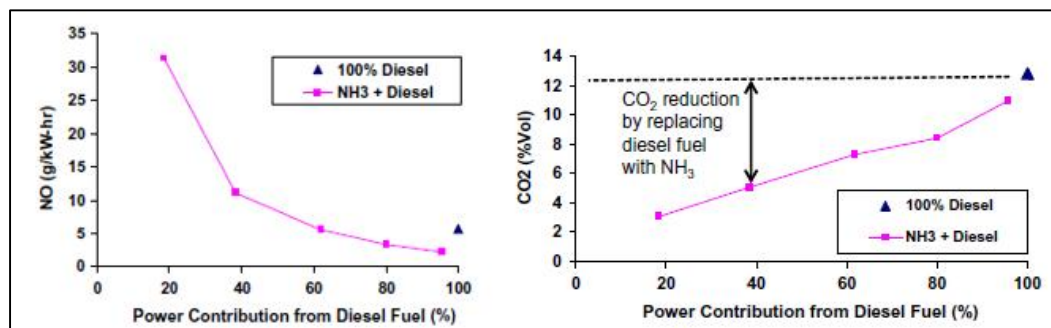 35
30
25
20
15
10
5
0
NO (g/kW-hr)
100% Diesel
NH3 + Diesel
0 20 40 60 80 100
Power Contribution from Diesel Fuel (%)
14
12
10
8
6
4
2
0
CO2 (%Vol)
CO₂ reduction
by replacing
diesel fuel
with NH₃
100% Diesel
NH3 + Diesel
0 20 40 60 80 100
Power Contribution from Diesel Fuel (%)